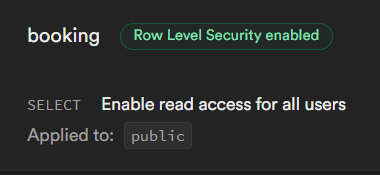 booking Row Level Security enabled
SELECT Enable read access for all users
Applied to: public